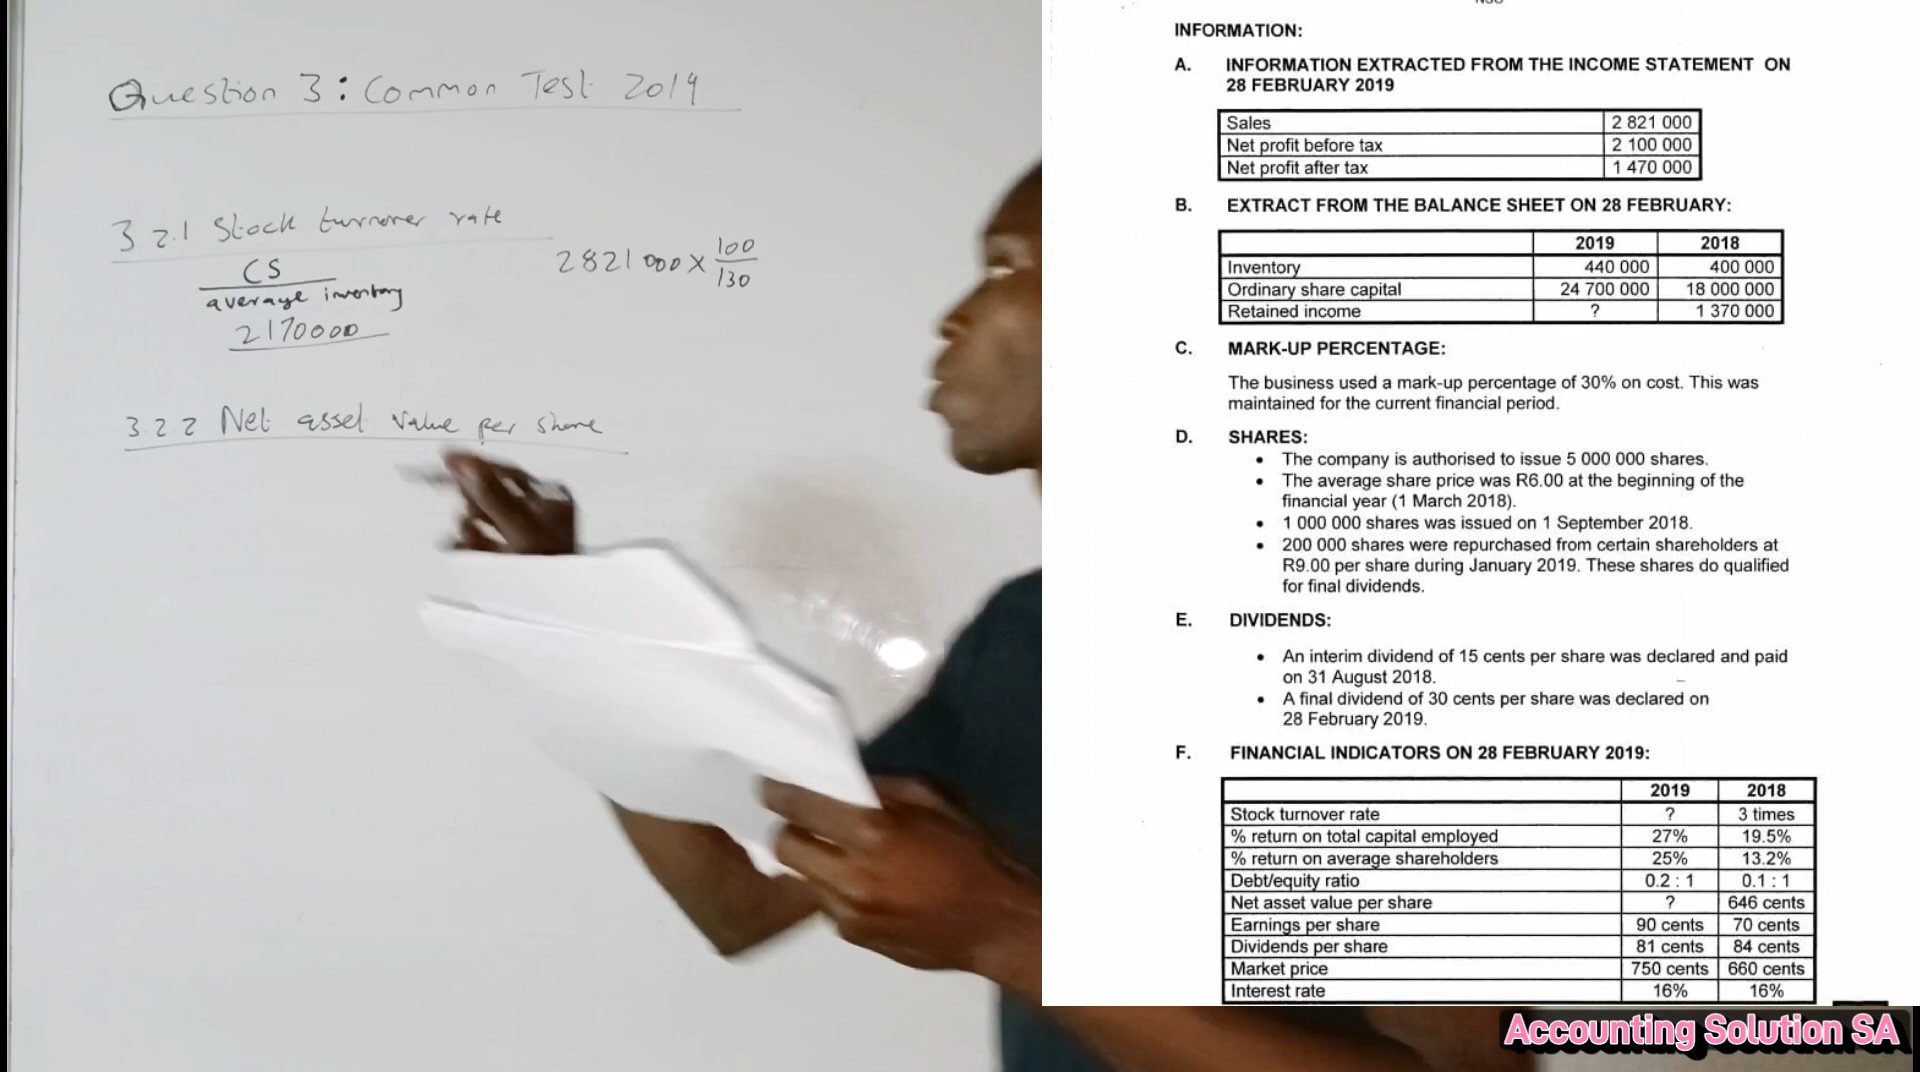 Question 3: Common Test 2019
3.2.1 Stock turnover rate
CS
average inventory
2170000
2821 000 x 100
130
3.2.2 Net asset value per share
INFORMATION:
A. INFORMATION EXTRACTED FROM THE INCOME STATEMENT ON
28 FEBRUARY 2019
Sales 2 821 000
Net profit before tax 2 100 000
Net profit after tax 1 470 000
B. EXTRACT FROM THE BALANCE SHEET ON 28 FEBRUARY:
2019 2018
Inventory 440 000 400 000
Ordinary share capital 24 700 000 18 000 000
Retained income ? 1 370 000
C. MARK-UP PERCENTAGE:
The business used a mark-up percentage of 30% on cost. This was
maintained for the current financial period.
D. SHARES:
• The company is authorised to issue 5 000 000 shares.
• The average share price was R6.00 at the beginning of the
financial year (1 March 2018).
• 1 000 000 shares was issued on 1 September 2018.
• 200 000 shares were repurchased from certain shareholders at
R9.00 per share during January 2019. These shares do qualified
for final dividends.
E. DIVIDENDS:
• An interim dividend of 15 cents per share was declared and paid
on 31 August 2018.
• A final dividend of 30 cents per share was declared on
28 February 2019.
F. FINANCIAL INDICATORS ON 28 FEBRUARY 2019:
2019 2018
Stock turnover rate ? 3 times
% return on total capital employed 27% 19.5%
% return on average shareholders 25% 13.2%
Debt/equity ratio 0.2 : 1 0.1 : 1
Net asset value per share ? 646 cents
Earnings per share 90 cents 70 cents
Dividends per share 81 cents 84 cents
Market price 750 cents 660 cents
Interest rate 16% 16%
Accounting Solution SA